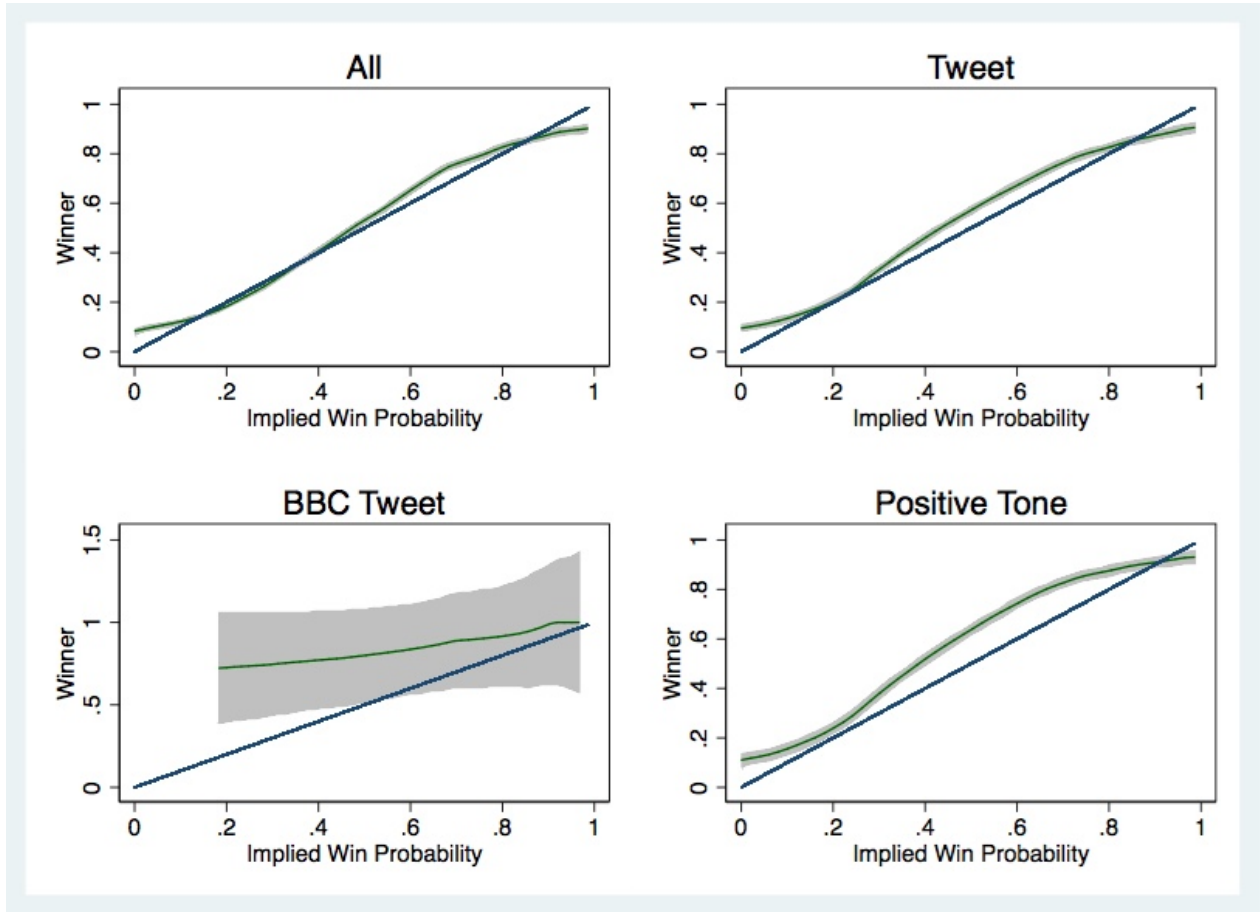 All
Winner
0 .2 .4 .6 .8 1
0 .2 .4 .6 .8 1
Implied Win Probability
Tweet
Winner
0 .2 .4 .6 .8 1
0 .2 .4 .6 .8 1
Implied Win Probability
BBC Tweet
Winner
0 .5 1 1.5
0 .2 .4 .6 .8 1
Implied Win Probability
Positive Tone
Winner
0 .2 .4 .6 .8 1
0 .2 .4 .6 .8 1
Implied Win Probability